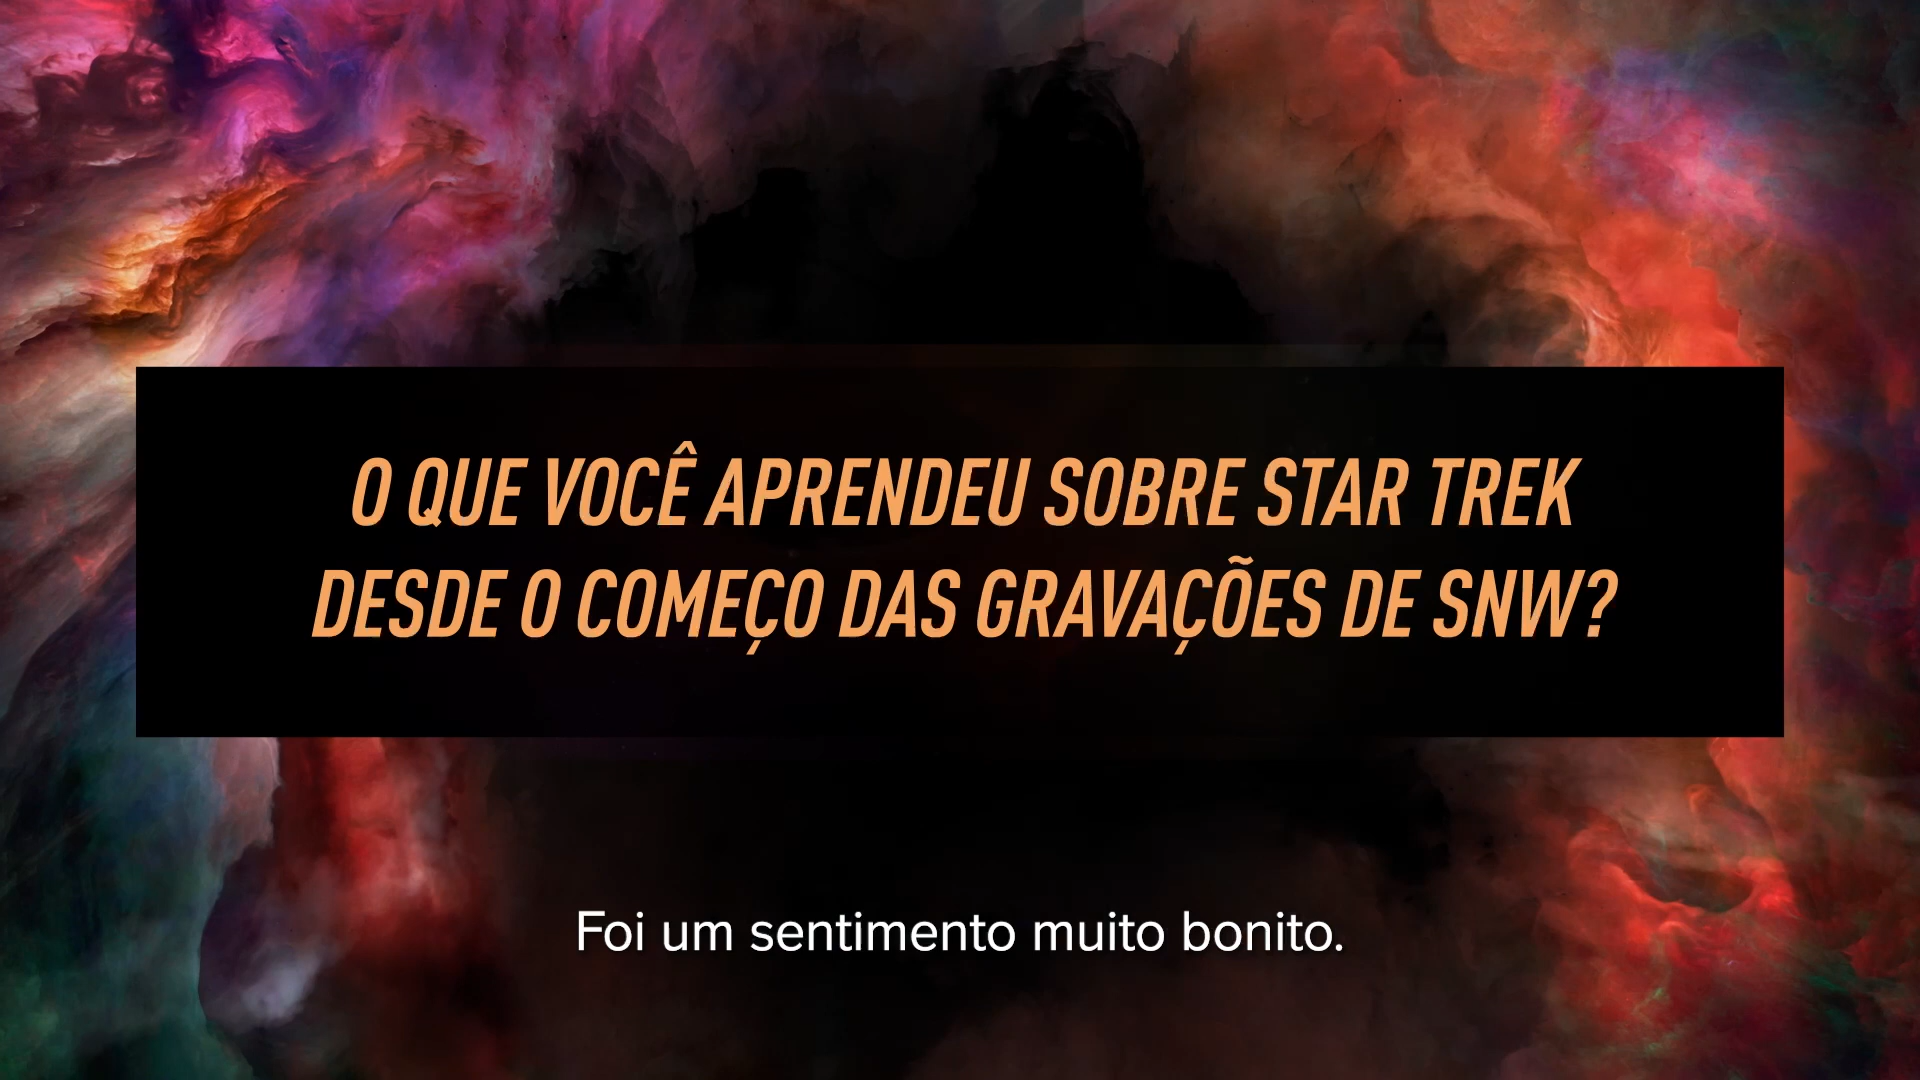 O QUE VOCÊ APRENDEU SOBRE STAR TREK
DESDE O COMEÇO DAS GRAVAÇÕES DE SNW?
Foi um sentimento muito bonito.